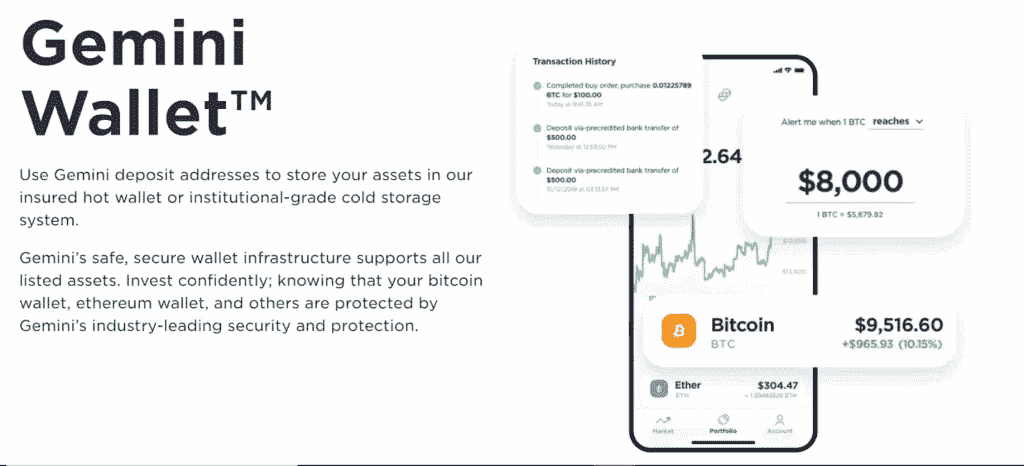 Gemini
Wallet™
Use Gemini deposit addresses to store your assets in our
insured hot wallet or institutional-grade cold storage
system.
Gemini's safe, secure wallet infrastructure supports all our
listed assets. Invest confidently; knowing that your bitcoin
wallet, ethereum wallet, and others are protected by
Gemini's industry-leading security and protection.
Transaction History
Completed buy order, purchase 0.01225789
BTC for $100.00
Today at
Deposit via-precredited bank transfer of
$500.00
Yesterday at 12:58:02 PM
Deposit via-precredited bank transfer of
$500.00
10/12/2019 at
2.64
Alert me when 1 BTC reaches
$8,000
1 BTC = $5,879.82
Bitcoin
BTC
$9,516.60
+$965.93 (10.15%)
Ether
ETH
$304.47
Market
Portfolio
Account